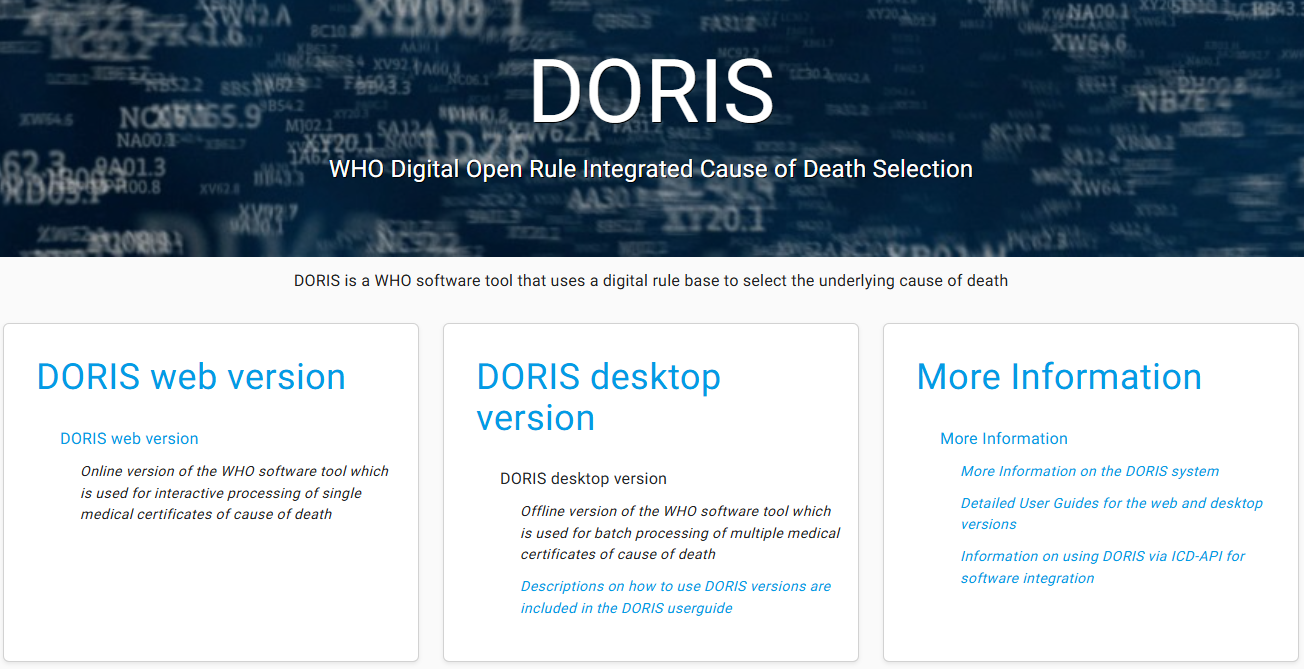 DORIS
WHO Digital Open Rule Integrated Cause of Death Selection
DORIS is a WHO software tool that uses a digital rule base to select the underlying cause of death
DORIS web version
DORIS web version
Online version of the WHO software tool which
is used for interactive processing of single
medical certificates of cause of death
DORIS desktop
version
DORIS desktop version
Offline version of the WHO software tool which
is used for batch processing of multiple medical
certificates of cause of death
Descriptions on how to use DORIS versions are
included in the DORIS userguide
More Information
More Information
More Information on the DORIS system
Detailed User Guides for the web and desktop
versions
Information on using DORIS via ICD-API for
software integration